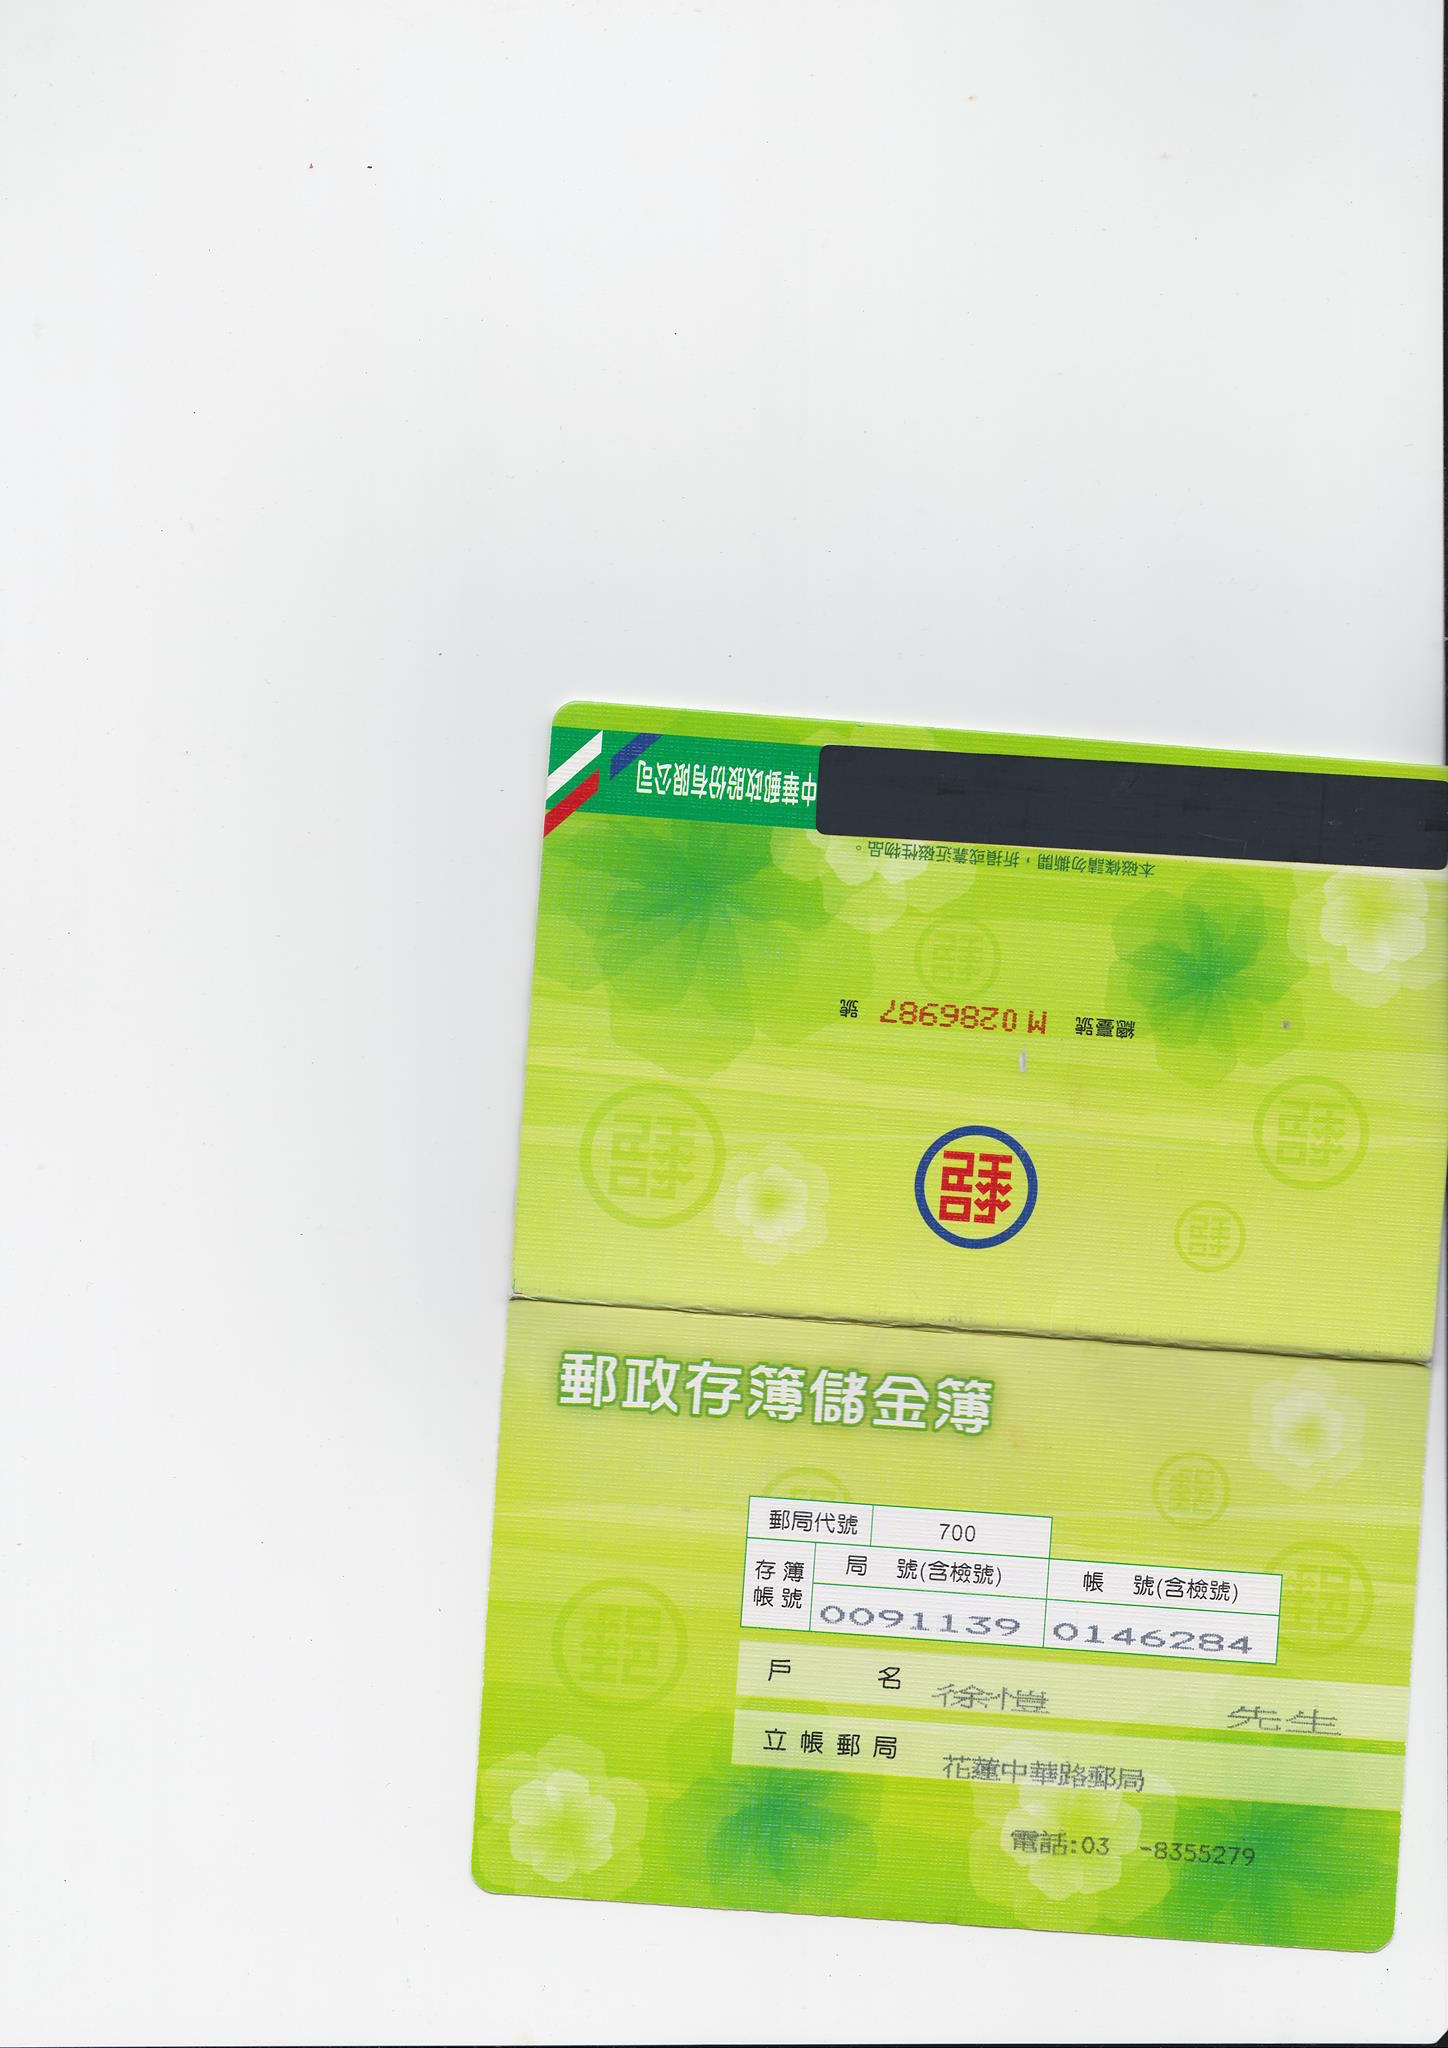 中華郵政股份有限公司
本磁條請勿撕開，折損或靠近磁性物品。
總臺號 M0286987 號
郵政存簿儲金簿
郵局代號 700
存簿帳號 局 號(含檢號) 帳 號(含檢號)
0091139 0146284
戶 名 徐愷 先生
立帳郵局 花蓮中華路郵局
電話:03 -8355279